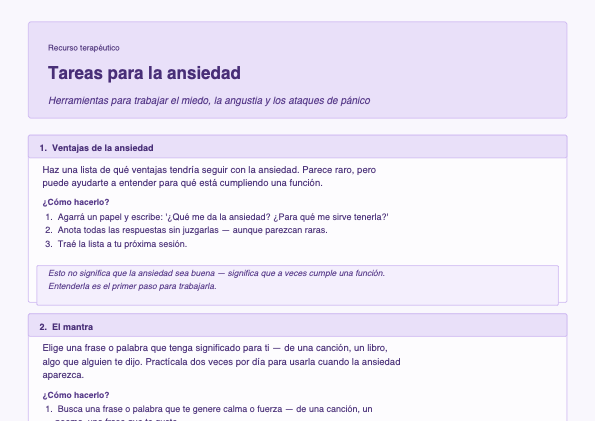 Recurso terapéutico
Tareas para la ansiedad
Herramientas para trabajar el miedo, la angustia y los ataques de pánico
1. Ventajas de la ansiedad
Haz una lista de qué ventajas tendría seguir con la ansiedad. Parece raro, pero
puede ayudarte a entender para qué está cumpliendo una función.
¿Cómo hacerlo?
1. Agarrá un papel y escribe: '¿Qué me da la ansiedad? ¿Para qué me sirve tenerla?'
2. Anota todas las respuestas sin juzgarlas — aunque parezcan raras.
3. Traé la lista a tu próxima sesión.
Esto no significa que la ansiedad sea buena — significa que a veces cumple una función.
Entenderla es el primer paso para trabajarla.
2. El mantra
Elige una frase o palabra que tenga significado para ti — de una canción, un libro,
algo que alguien te dijo. Practícala dos veces por día para usarla cuando la ansiedad
aparezca.
¿Cómo hacerlo?
1. Busca una frase o palabra que te genere calma o fuerza — de una canción, un